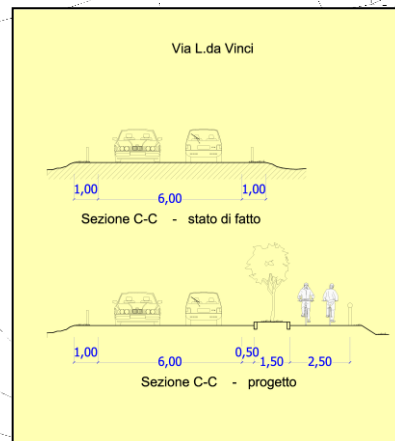 Via L.da Vinci
1,00 6,00 1,00
Sezione C-C - stato di fatto
1,00 6,00 0,50 1,50 2,50
Sezione C-C - progetto